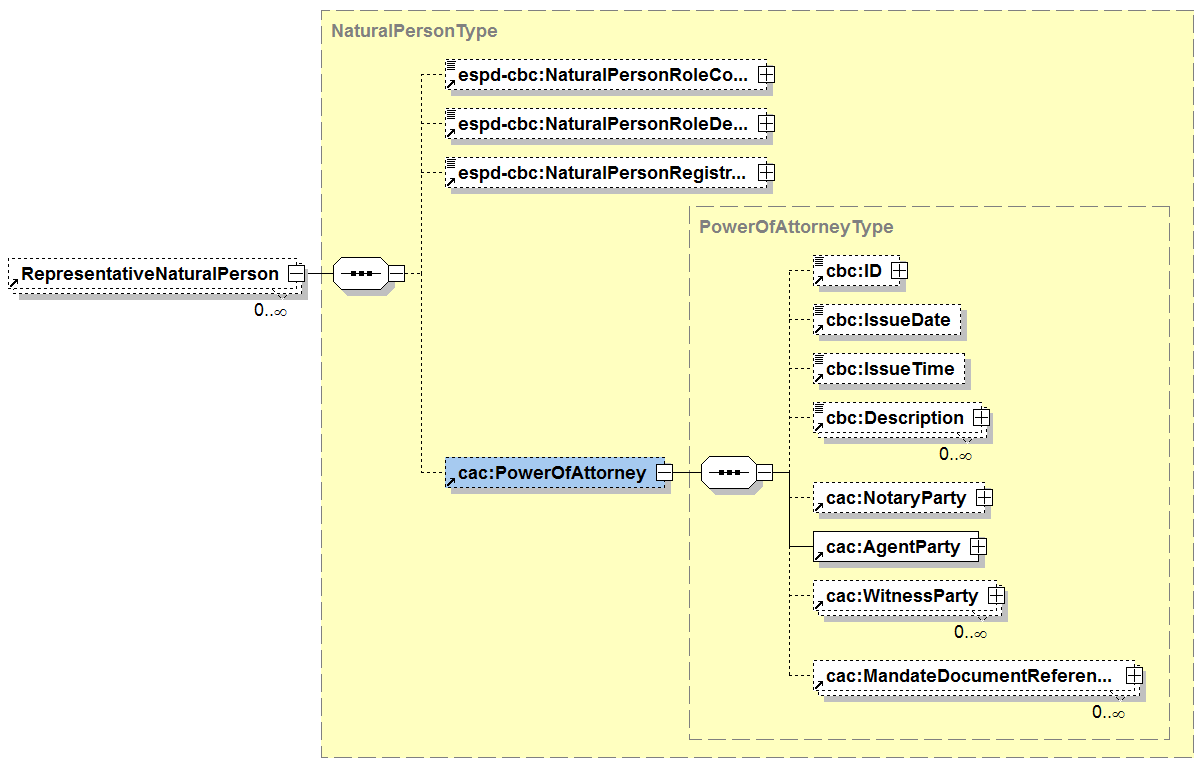 NaturalPersonType
espd-cbc:NaturalPersonRoleCo...
espd-cbc:NaturalPersonRoleDe...
espd-cbc:NaturalPersonRegistr...
RepresentativeNaturalPerson
0..∞
cac:PowerOfAttorney
PowerOfAttorneyType
cbc:ID
cbc:IssueDate
cbc:IssueTime
cbc:Description
0..∞
cac:NotaryParty
cac:AgentParty
cac:WitnessParty
0..∞
cac:MandateDocumentReferen...
0..∞